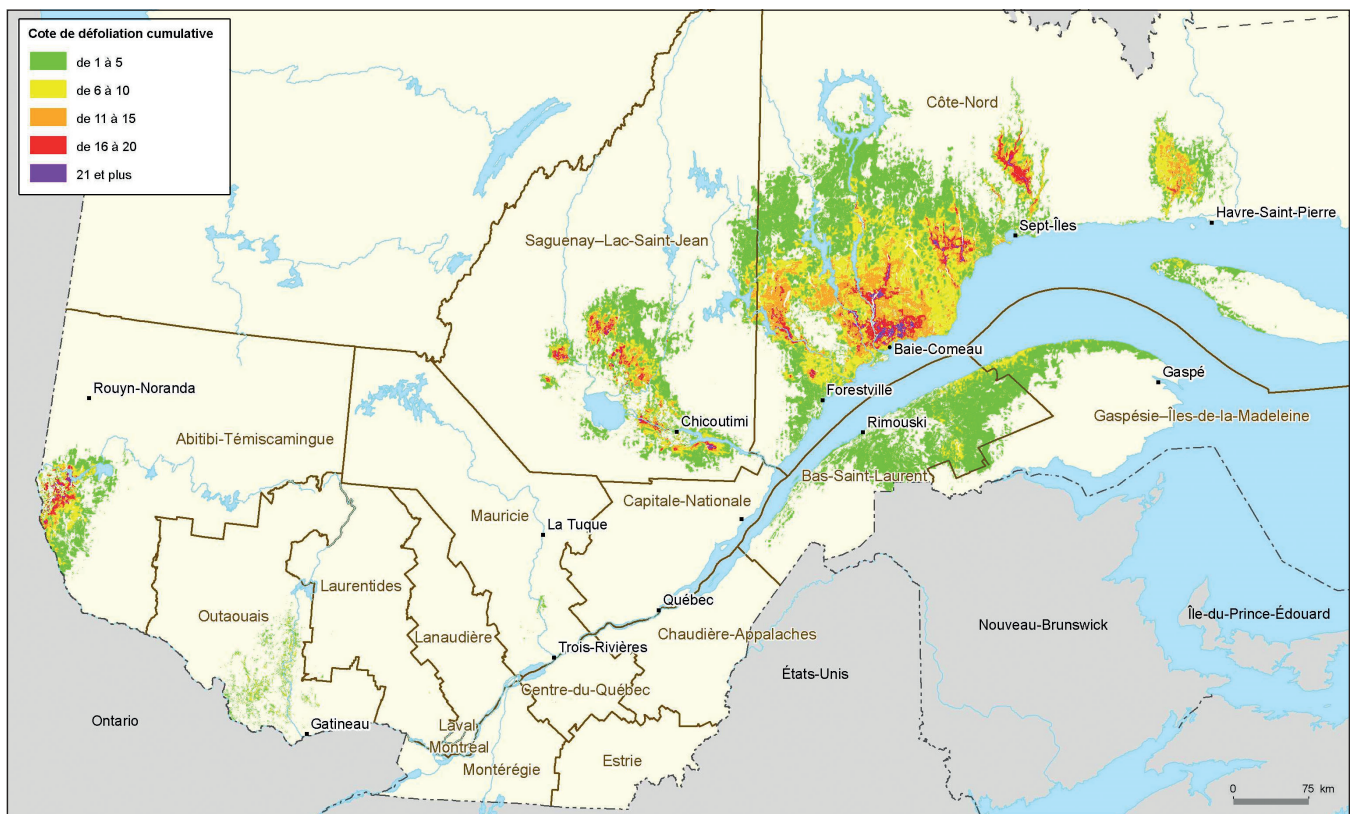 Cote de défoliation cumulative
de 1 à 5
de 6 à 10
de 11 à 15
de 16 à 20
21 et plus
Côte-Nord
Havre-Saint-Pierre
Sept-Îles
Saguenay–Lac-Saint-Jean
Baie-Comeau
Gaspé
Rouyn-Noranda
Forestville
Gaspésie–Îles-de-la-Madeleine
Chicoutimi
Rimouski
Abitibi-Témiscamingue
Bas-Saint-Laurent
Capitale-Nationale
Mauricie
La Tuque
Laurentides
Québec
Outaouais
Île-du-Prince-Édouard
Nouveau-Brunswick
Lanaudière
Chaudière-Appalaches
Trois-Rivières
États-Unis
Centre-du-Québec
Ontario
Gatineau
Laval
Montréal
Estrie
Montérégie
0 75 km